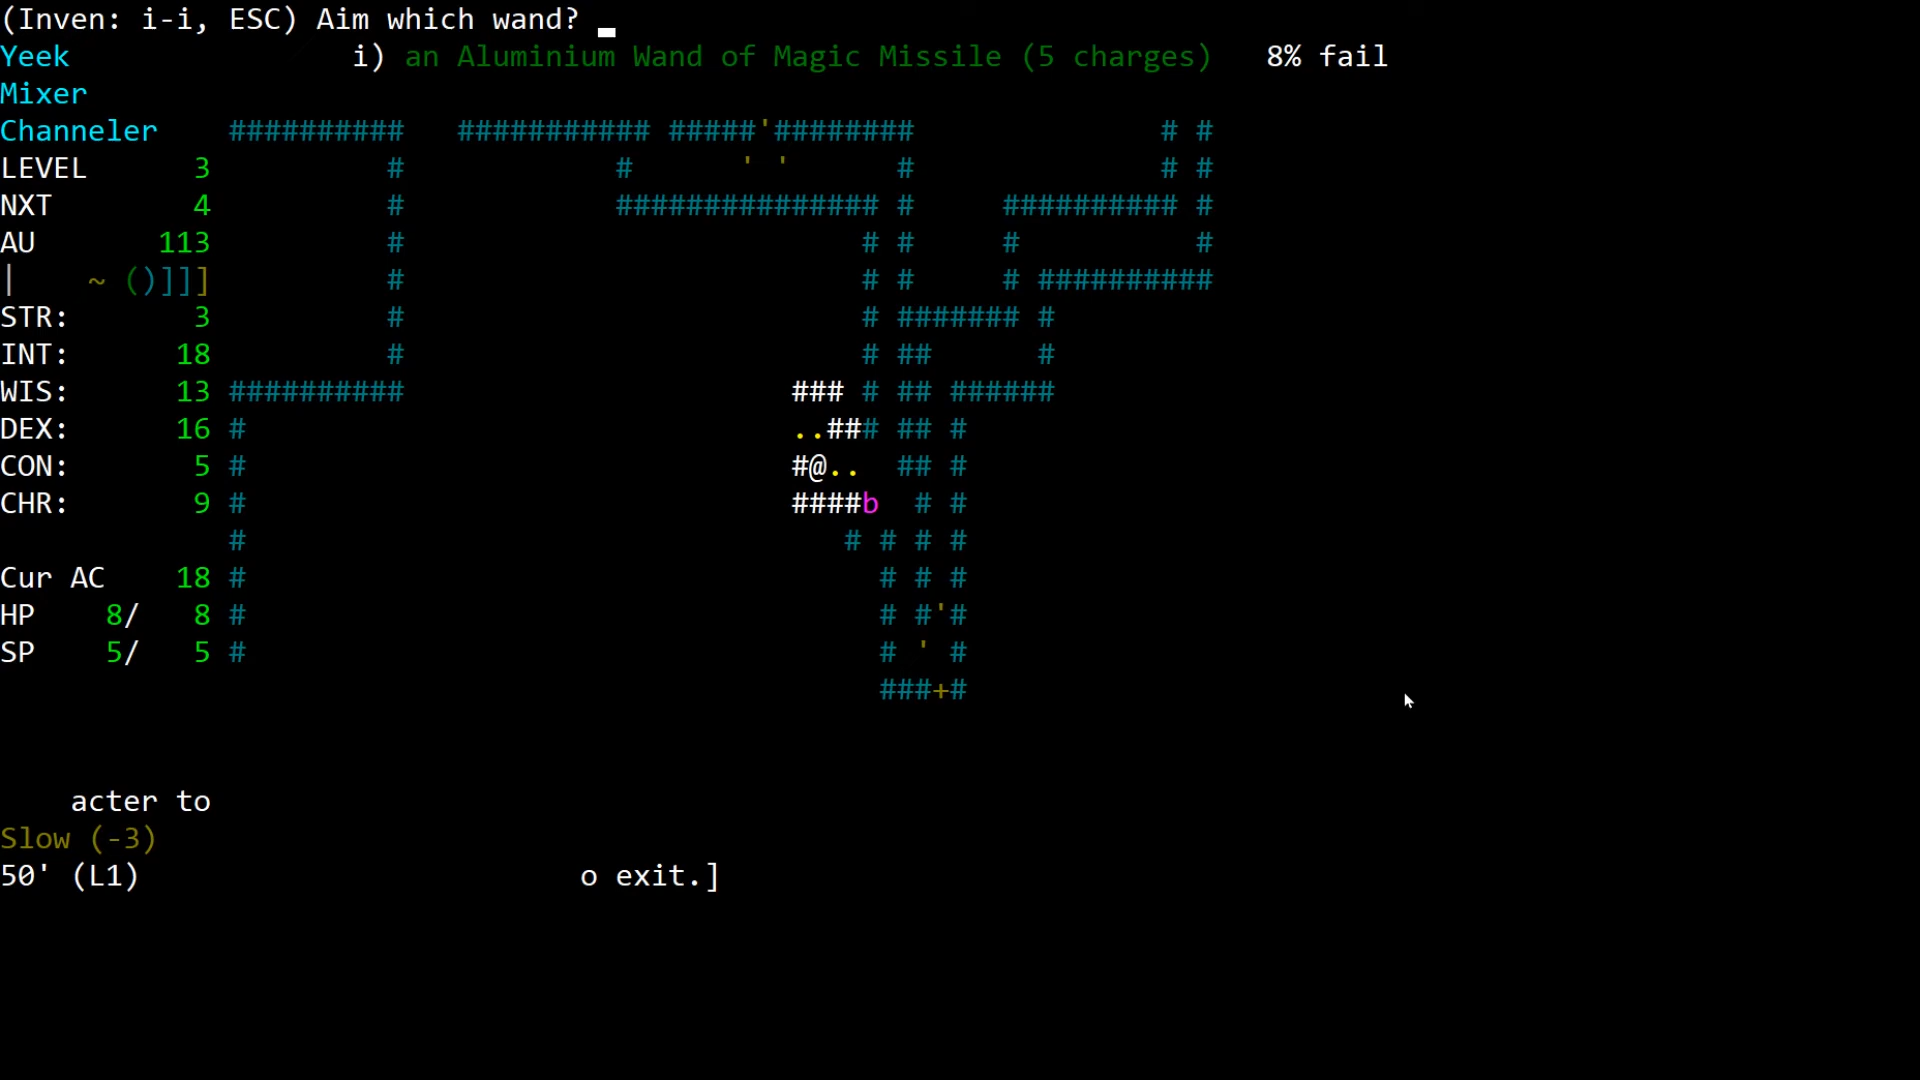 (Inven: i-i, ESC) Aim which wand?
Yeek i) an Aluminium Wand of Magic Missile (5 charges) 8% fail
Mixer
Channeler ########## ########### #####'######## # #
LEVEL 3 # # ' ' # # #
NXT 4 # ############### # ########## #
AU 113 # # # # #
| ~ ()]]] # # # # ##########
STR: 3 # # ####### #
INT: 18 # # ## #
WIS: 13 ########## ### # ## ######
DEX: 16 # ..### ## #
CON: 5 # #@.. ## #
CHR: 9 # ####b # #
# # # # #
Cur AC 18 # # # #
HP 8/ 8 # # #'#
SP 5/ 5 # # ' #
###+#
acter to
Slow (-3)
50' (L1) o exit.]